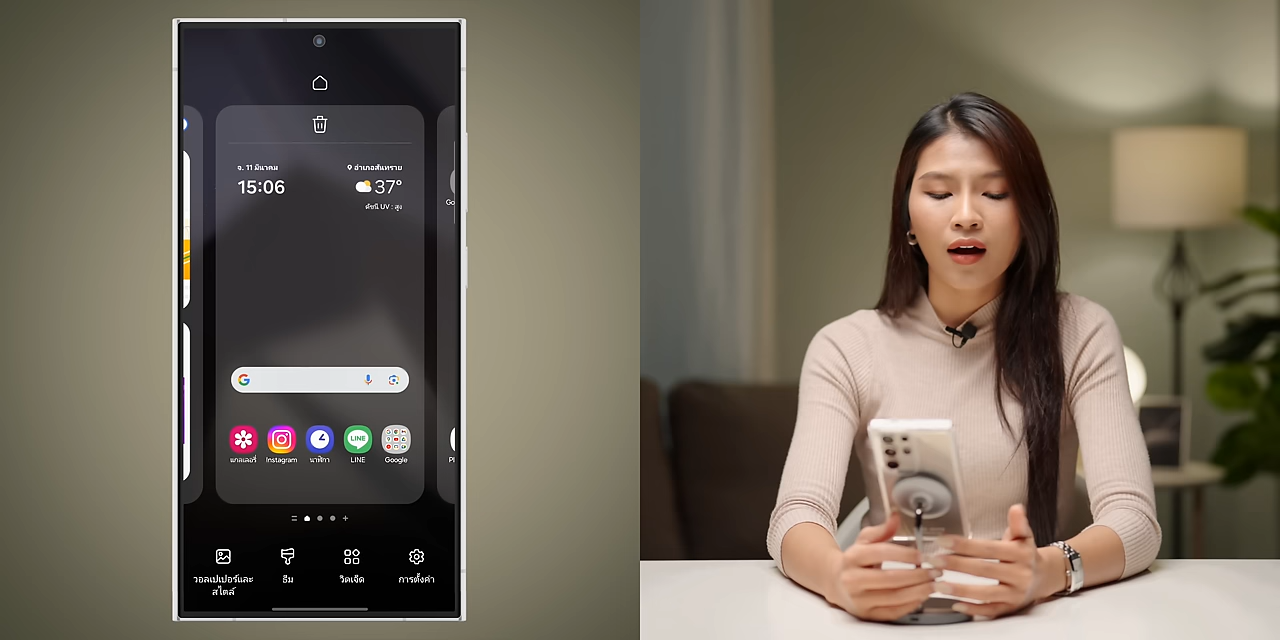 จ. 11 มีนาคม
15:06
อำเภอสันทราย
37°
ดัชนี UV : สูง
แกลเลอรี่
Instagram
นาฬิกา
LINE
LINE
Google
วอลเปเปอร์และ
สไตล์
ธีม
วิดเจ็ต
การตั้งค่า